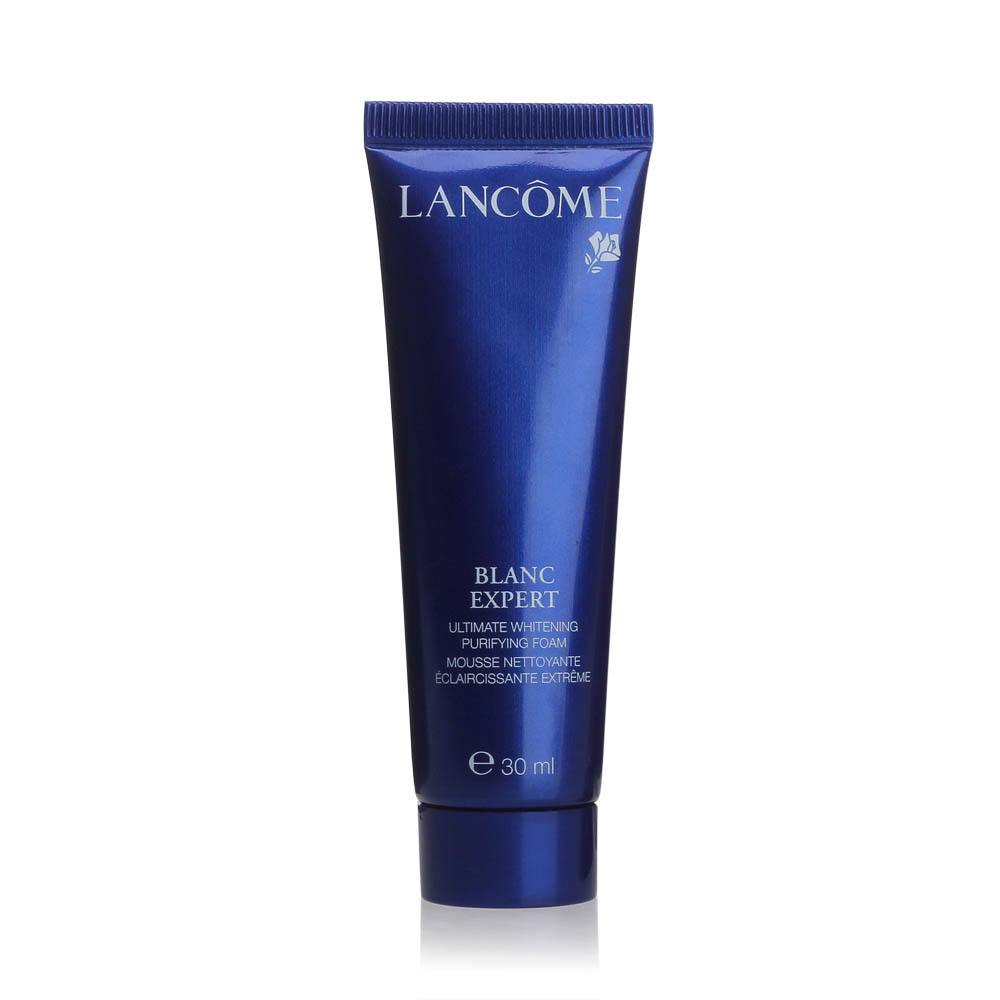 LANCÔME
BLANC
EXPERT
ULTIMATE WHITENING
PURIFYING FOAM
MOUSSE NETTOYANTE
ÉCLAIRCISSANTE EXTRÊME
℮ 30 ml